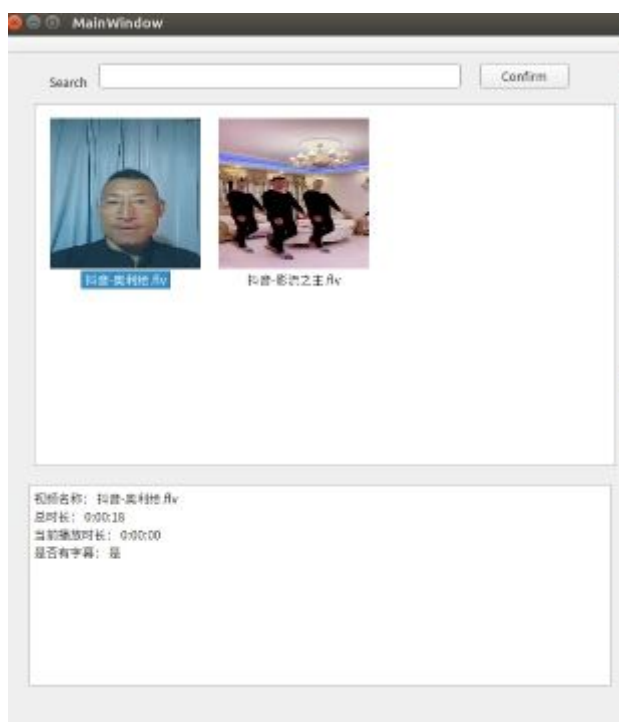 MainWindow
Search
Confirm
抖音-奥利给.flv
抖音-影流之主.flv
视频名称: 抖音-奥利给.flv
总时长: 0:00:18
当前播放时长: 0:00:00
是否有字幕: 是